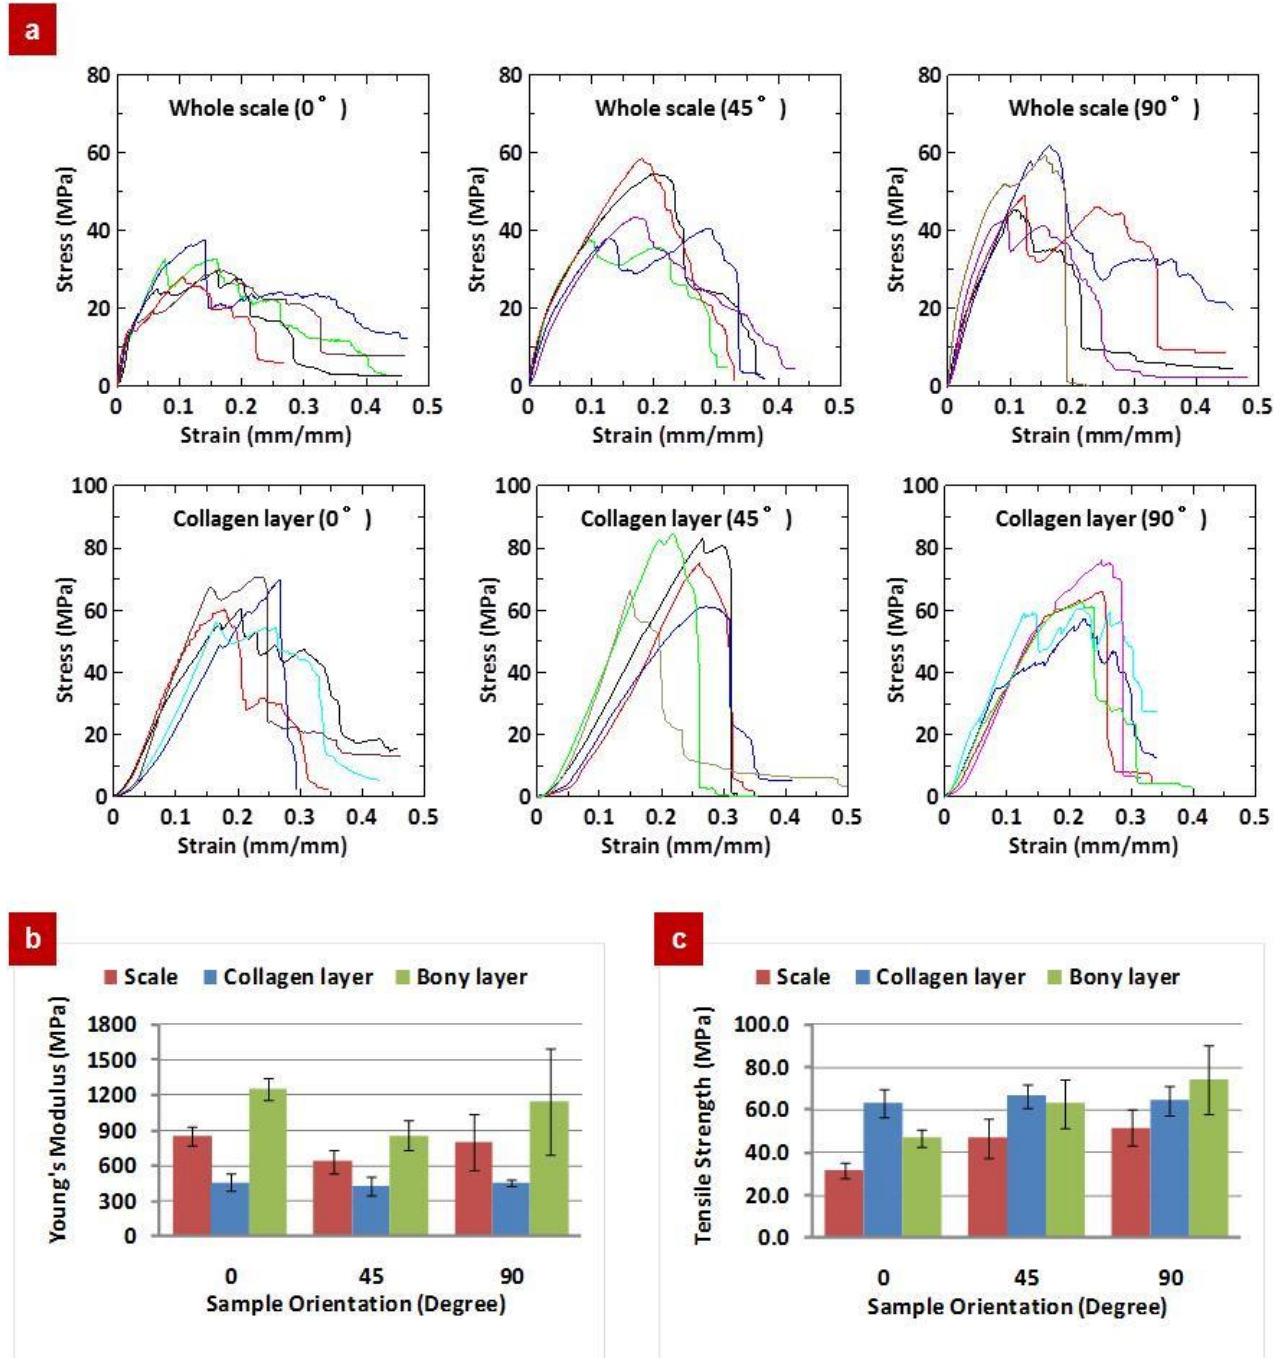 a
80
60
40
20
0
Stress (MPa)
Whole scale (0°)
0 0.1 0.2 0.3 0.4 0.5
Strain (mm/mm)
80
60
40
20
0
Stress (MPa)
Whole scale (45°)
0 0.1 0.2 0.3 0.4 0.5
Strain (mm/mm)
80
60
40
20
0
Stress (MPa)
Whole scale (90°)
0 0.1 0.2 0.3 0.4 0.5
Strain (mm/mm)
100
80
60
40
20
0
Stress (MPa)
Collagen layer (0°)
0 0.1 0.2 0.3 0.4 0.5
Strain (mm/mm)
100
80
60
40
20
0
Stress (MPa)
Collagen layer (45°)
0 0.1 0.2 0.3 0.4 0.5
Strain (mm/mm)
100
80
60
40
20
0
Stress (MPa)
Collagen layer (90°)
0 0.1 0.2 0.3 0.4 0.5
Strain (mm/mm)
b
Scale Collagen layer Bony layer
Young's Modulus (MPa)
1800
1500
1200
900
600
300
0
0 45 90
Sample Orientation (Degree)
c
Scale Collagen layer Bony layer
Tensile Strength (MPa)
100.0
80.0
60.0
40.0
20.0
0.0
0 45 90
Sample Orientation (Degree)